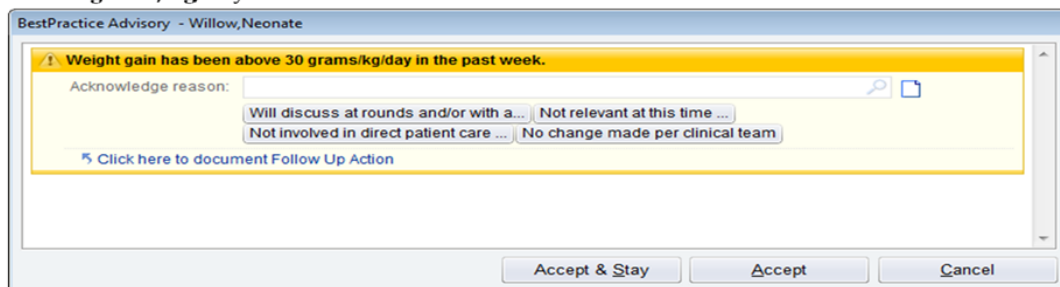 BestPractice Advisory - Willow,Neonate
Weight gain has been above 30 grams/kg/day in the past week.
Acknowledge reason:
Will discuss at rounds and/or with a... Not relevant at this time ...
Not involved in direct patient care ... No change made per clinical team
Click here to document Follow Up Action
Accept & Stay Accept Cancel